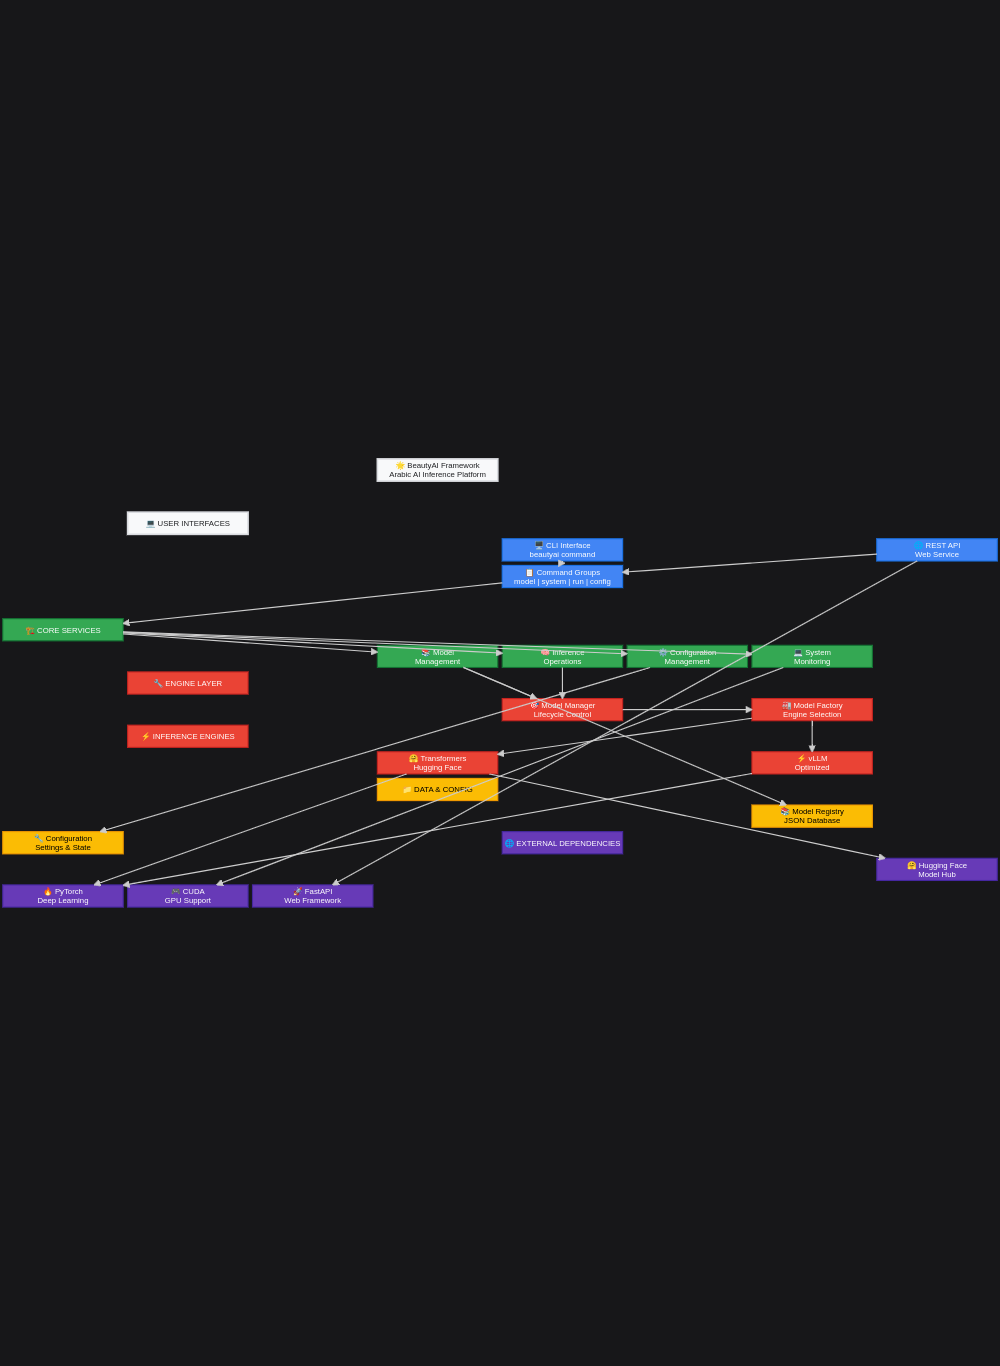 🌟 BeautyAI Framework
Arabic AI Inference Platform
💻 USER INTERFACES
🖥️ CLI Interface
beautyai command
🌐 REST API
Web Service
📋 Command Groups
model | system | run | config
🏗️ CORE SERVICES
📚 Model
Management
🧠 Inference
Operations
⚙️ Configuration
Management
💻 System
Monitoring
🔧 ENGINE LAYER
🎯 Model Manager
Lifecycle Control
🏭 Model Factory
Engine Selection
⚡ INFERENCE ENGINES
🤗 Transformers
Hugging Face
⚡ vLLM
Optimized
📁 DATA & CONFIG
📚 Model Registry
JSON Database
🔧 Configuration
Settings & State
🌐 EXTERNAL DEPENDENCIES
🤗 Hugging Face
Model Hub
🔥 PyTorch
Deep Learning
🎮 CUDA
GPU Support
🚀 FastAPI
Web Framework